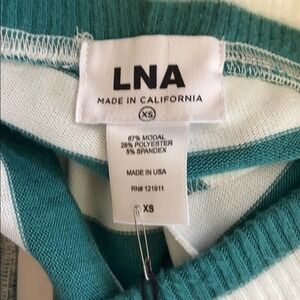 LNA
MADE IN CALIFORNIA
XS
67% MODAL
28% POLYESTER
5% SPANDEX
MADE IN USA
RN# 121911
XS